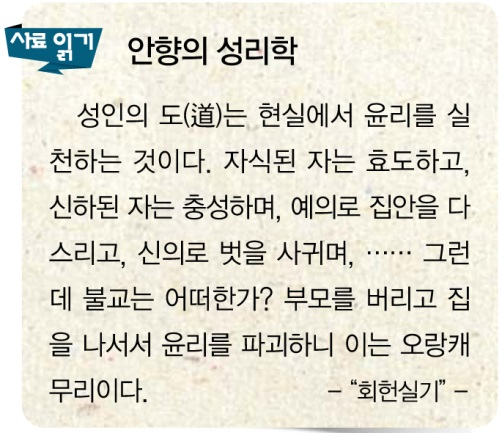 사료 읽기
안향의 성리학
성인의 도(道)는 현실에서 윤리를 실
천하는 것이다. 자식된 자는 효도하고,
신하된 자는 충성하며, 예의로 집안을 다
스리고, 신의로 벗을 사귀며, …… 그런
데 불교는 어떠한가? 부모를 버리고 집
을 나서서 윤리를 파괴하니 이는 오랑캐
무리이다. - “회헌실기” -